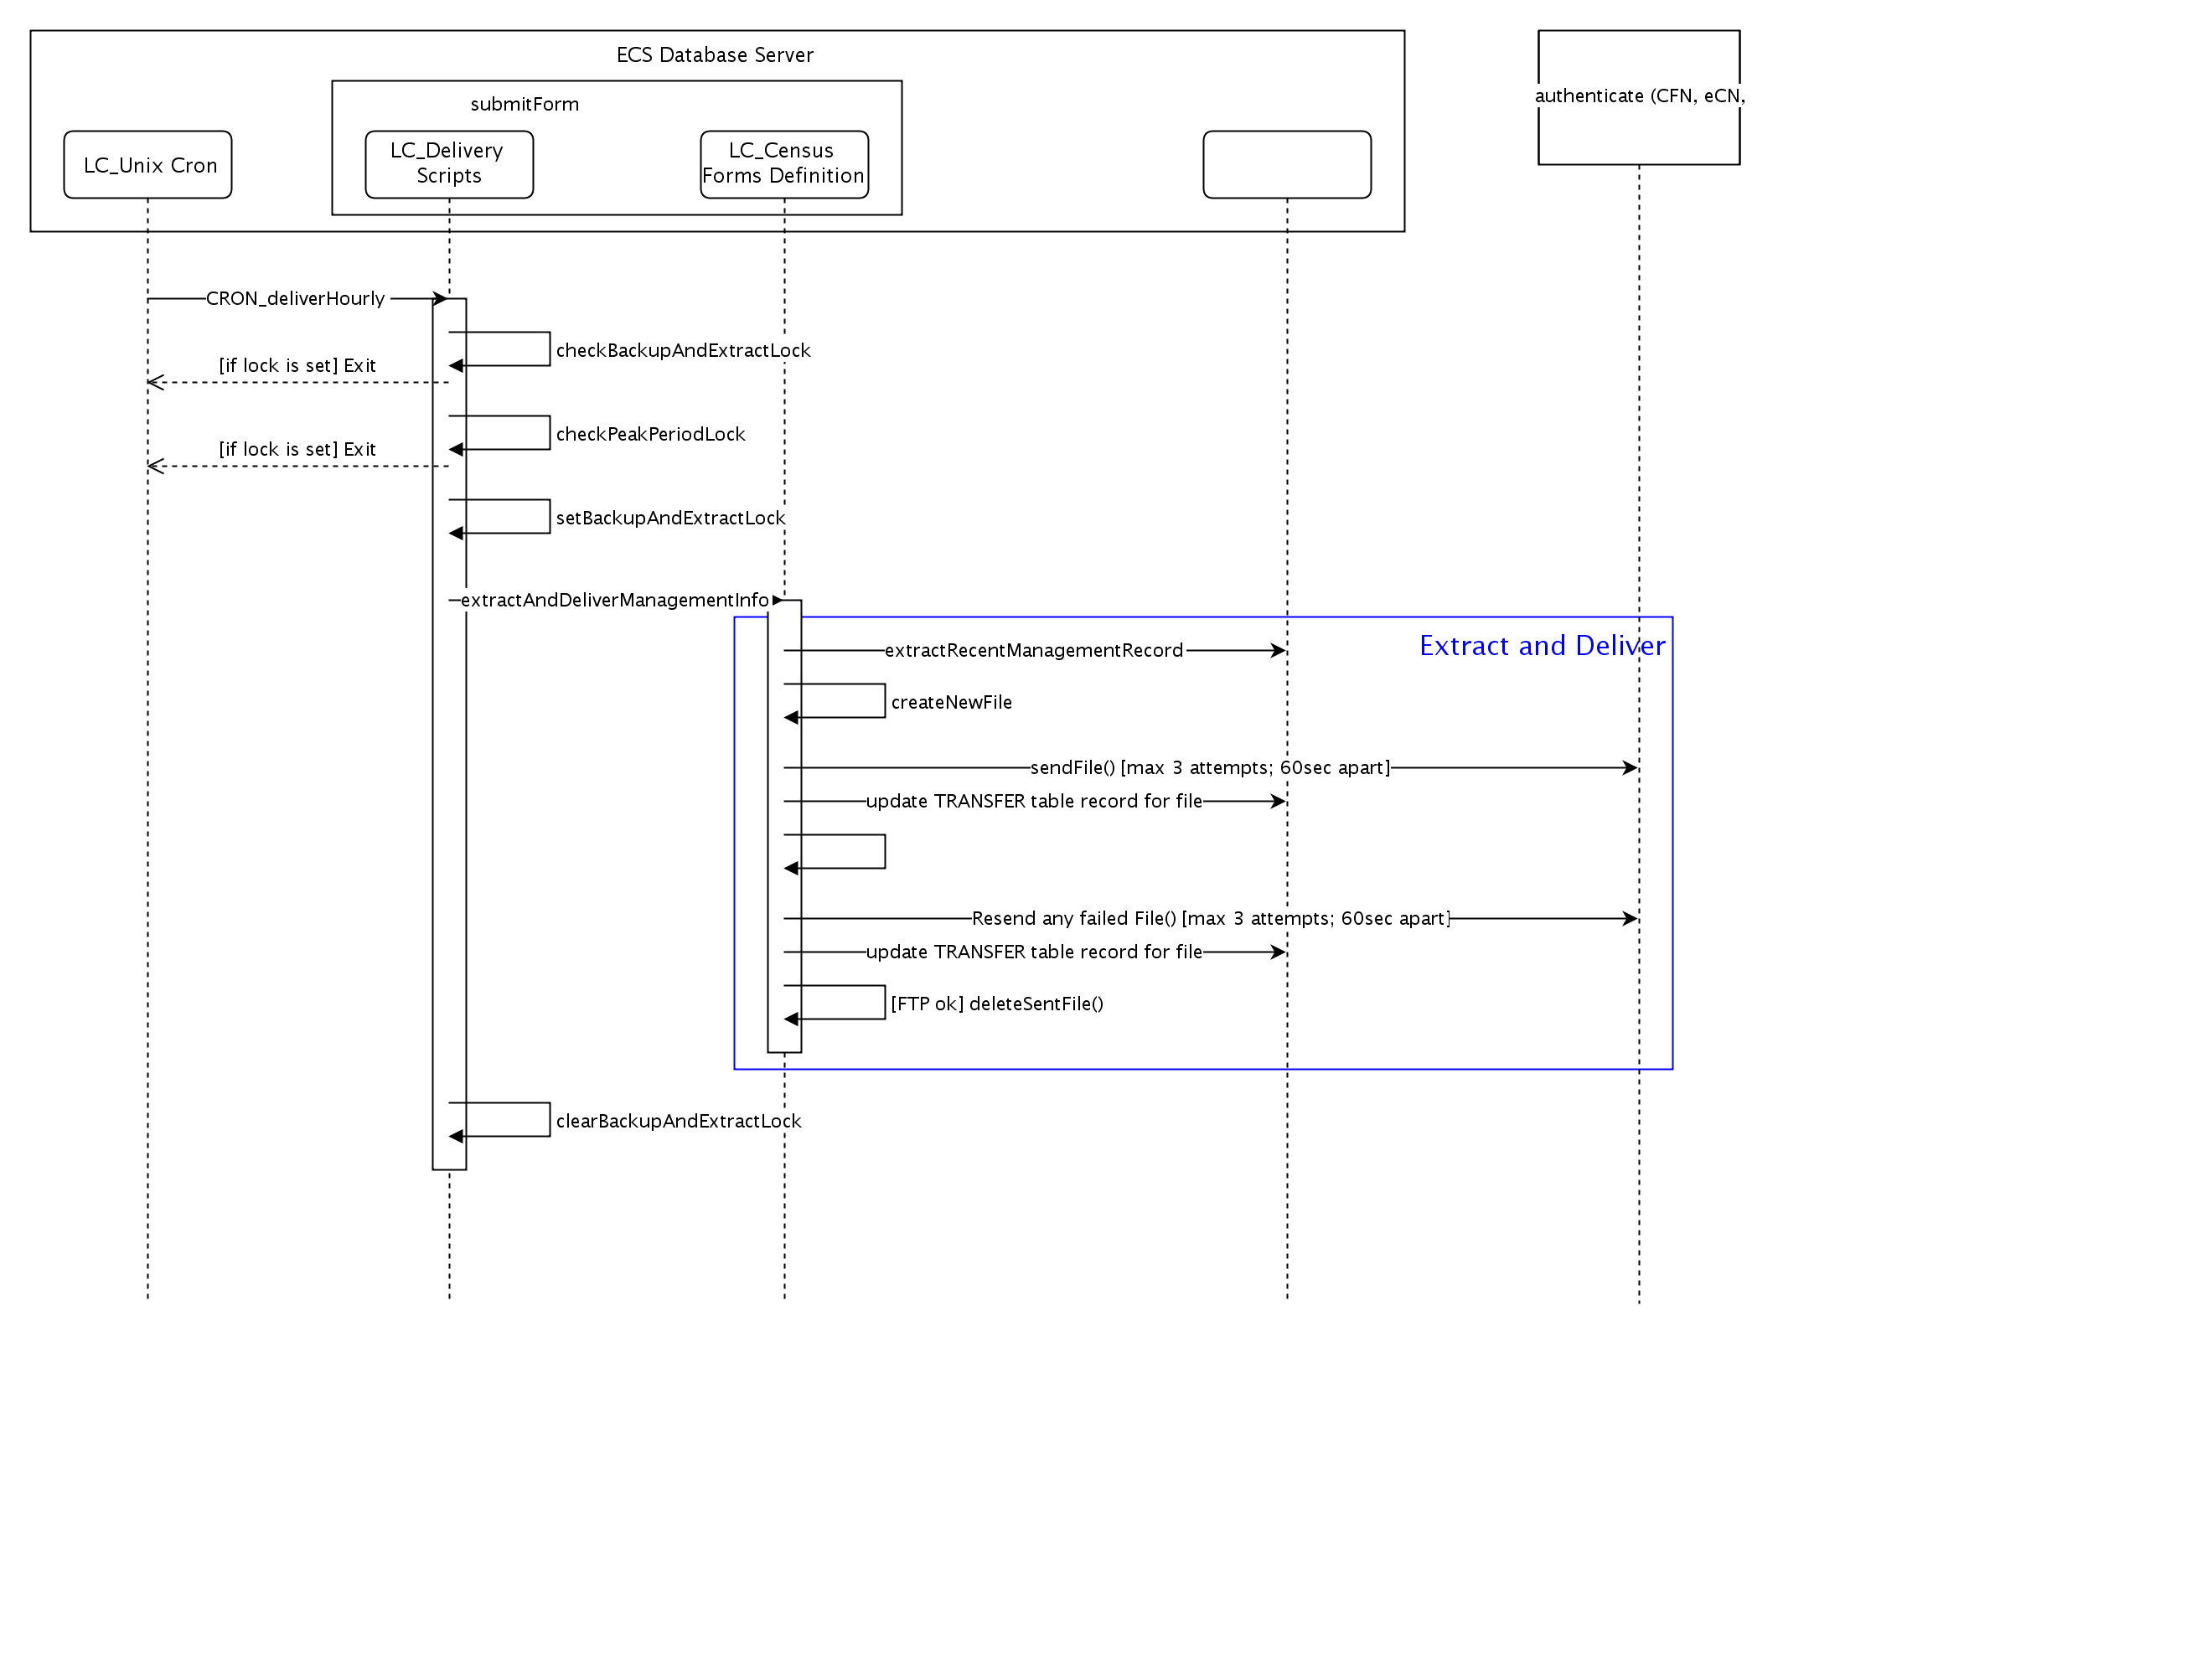 ECS Database Server
submitForm
authenticate (CFN, eCN,
LC_Unix Cron
LC_Delivery
Scripts
LC_Census
Forms Definition
CRON_deliverHourly
checkBackupAndExtractLock
[if lock is set] Exit
checkPeakPeriodLock
[if lock is set] Exit
setBackupAndExtractLock
extractAndDeliverManagementInfo
Extract and Deliver
extractRecentManagementRecord
createNewFile
sendFile() [max 3 attempts; 60sec apart]
update TRANSFER table record for file
Resend any failed File() [max 3 attempts; 60sec apart]
update TRANSFER table record for file
[FTP ok] deleteSentFile()
clearBackupAndExtractLock